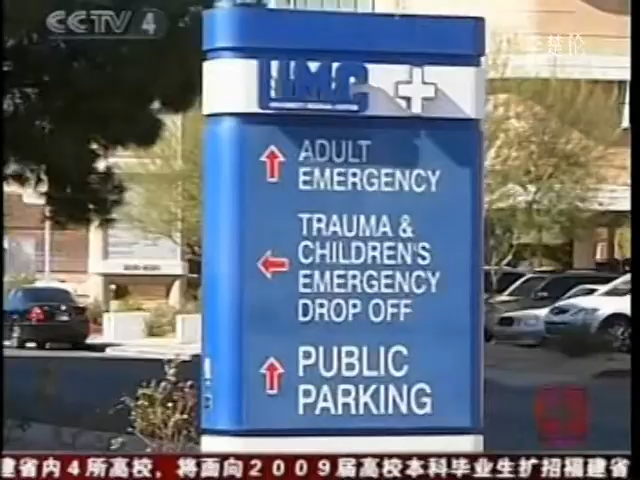 CCTV 4
UMC
ADULT
EMERGENCY
TRAUMA &
CHILDREN'S
EMERGENCY
DROP OFF
PUBLIC
PARKING
建省内4所高校，将面向2009届高校本科毕业生扩招福建省